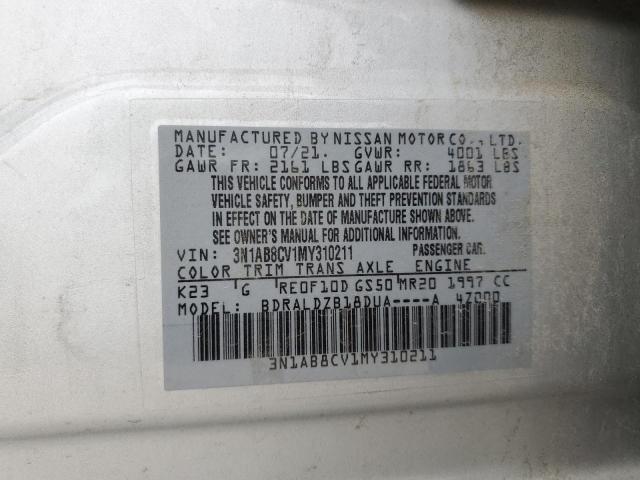 MANUFACTURED BY NISSAN MOTOR CO., LTD.
DATE: 07/21. GVWR: 4001 LBS
GAWR FR: 2161 LBS GAWR RR: 1863 LBS
THIS VEHICLE CONFORMS TO ALL APPLICABLE FEDERAL MOTOR
VEHICLE SAFETY, BUMPER AND THEFT PREVENTION STANDARDS
IN EFFECT ON THE DATE OF MANUFACTURE SHOWN ABOVE.
SEE OWNER'S MANUAL FOR ADDITIONAL INFORMATION.
VIN: 3N1AB8CV1MY310211 PASSENGER CAR.
COLOR TRIM TRANS AXLE ENGINE
K23 G RE0F10D GS50 MR20 1997 CC
MODEL: BDRALDZB18DUA----A 4Z000
3N1AB8CV1MY310211